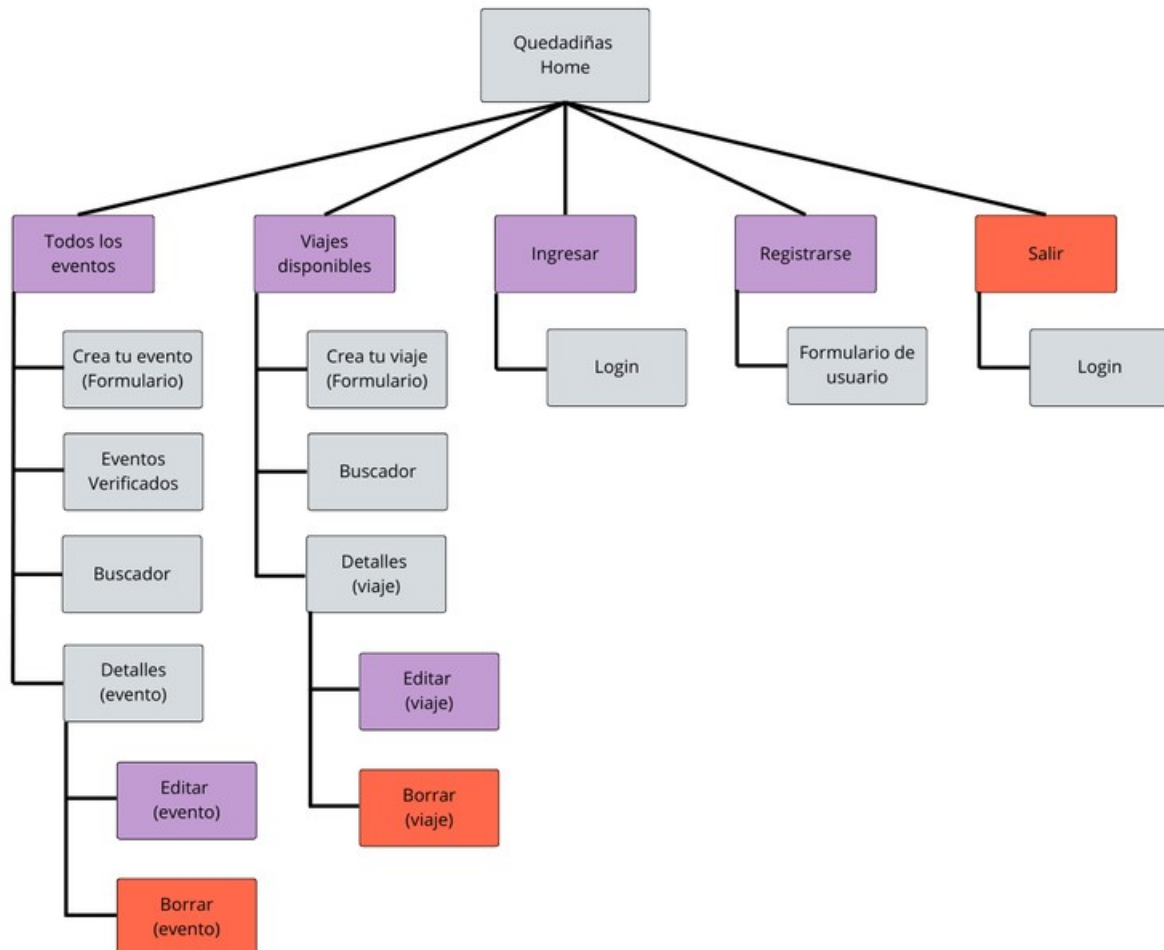 Quedadiñas
Home
Todos los
eventos
Viajes
disponibles
Ingresar
Registrarse
Salir
Crea tu evento
(Formulario)
Eventos
Verificados
Buscador
Detalles
(evento)
Editar
(evento)
Borrar
(evento)
Crea tu viaje
(Formulario)
Buscador
Detalles
(viaje)
Editar
(viaje)
Borrar
(viaje)
Login
Formulario de
usuario
Login